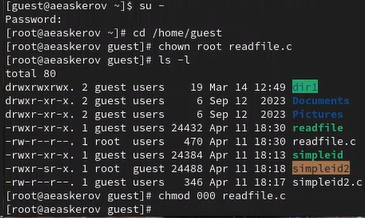 [guest@aeaskerov ~]$ su -
Password:
[root@aeaskerov ~]# cd /home/guest
[root@aeaskerov guest]# chown root readfile.c
[root@aeaskerov guest]# ls -l
total 80
drwxrwxrwx. 2 guest users 19 Mar 14 12:49 dir1
drwxr-xr-x. 2 guest users 6 Sep 12 2023 Documents
drwxr-xr-x. 2 guest users 6 Sep 12 2023 Pictures
-rwxr-xr-x. 1 guest users 24432 Apr 11 18:30 readfile
-rw-r--r--. 1 root users 470 Apr 11 18:30 readfile.c
-rwxr-xr-x. 1 guest users 24384 Apr 11 18:13 simpleid
-rwxr-sr-x. 1 root guest 24488 Apr 11 18:18 simpleid2
-rw-r--r--. 1 guest users 346 Apr 11 18:17 simpleid2.c
[root@aeaskerov guest]# chmod 000 readfile.c
[root@aeaskerov guest]#